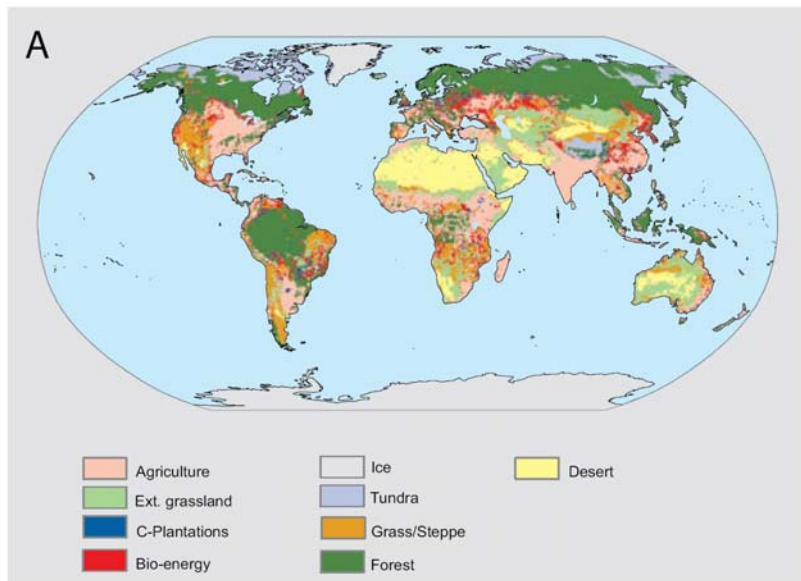 A
Agriculture
Ext. grassland
C-Plantations
Bio-energy
Ice
Tundra
Grass/Steppe
Forest
Desert